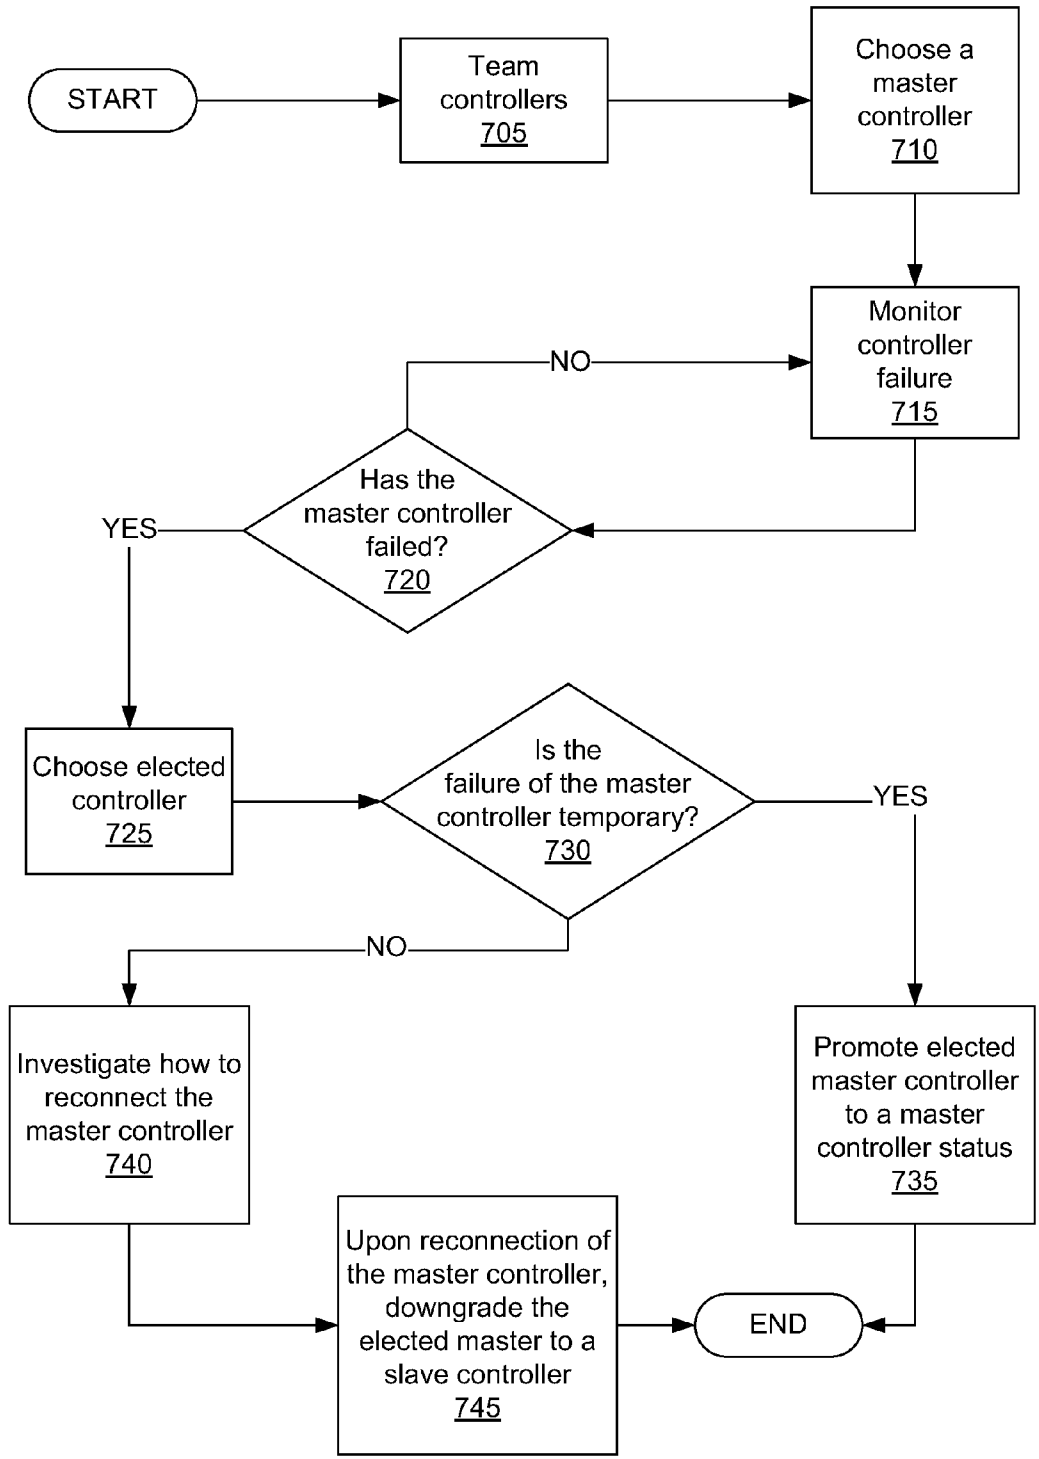 START
Team
controllers
705
Choose a
master
controller
710
Monitor
controller
failure
715
NO
Has the
master controller
failed?
720
YES
Choose elected
controller
725
Is the
failure of the master
controller temporary?
730
YES
NO
Investigate how to
reconnect the
master controller
740
Promote elected
master controller
to a master
controller status
735
Upon reconnection of
the master controller,
downgrade the
elected master to a
slave controller
745
END